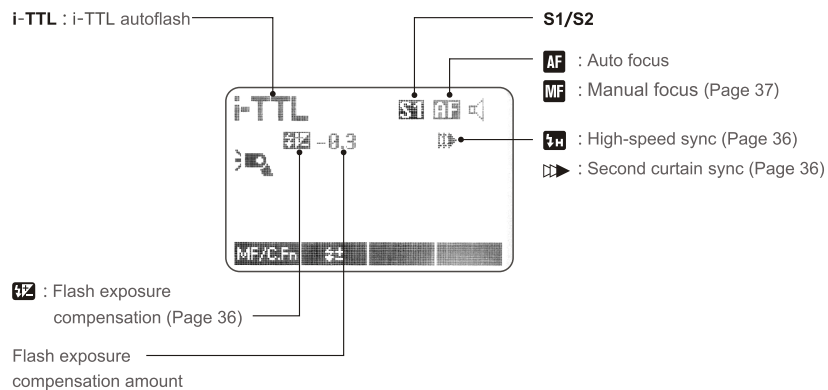 i-TTL : i-TTL autoflash
S1/S2
AF : Auto focus
MF : Manual focus (Page 37)
i-TTL S1 AF
-0.3
H : High-speed sync (Page 36)
: Second curtain sync (Page 36)
MF/C.Fn
: Flash exposure
compensation (Page 36)
Flash exposure
compensation amount